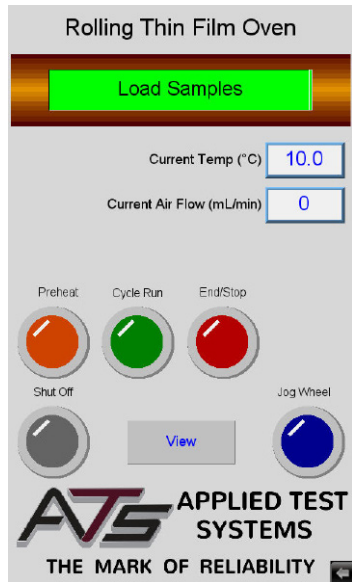 Rolling Thin Film Oven
Load Samples
Current Temp (°C) 10.0
Current Air Flow (mL/min) 0
Preheat Cycle Run End/Stop
Shut Off Jog Wheel
View
ATS APPLIED TEST
SYSTEMS
THE MARK OF RELIABILITY